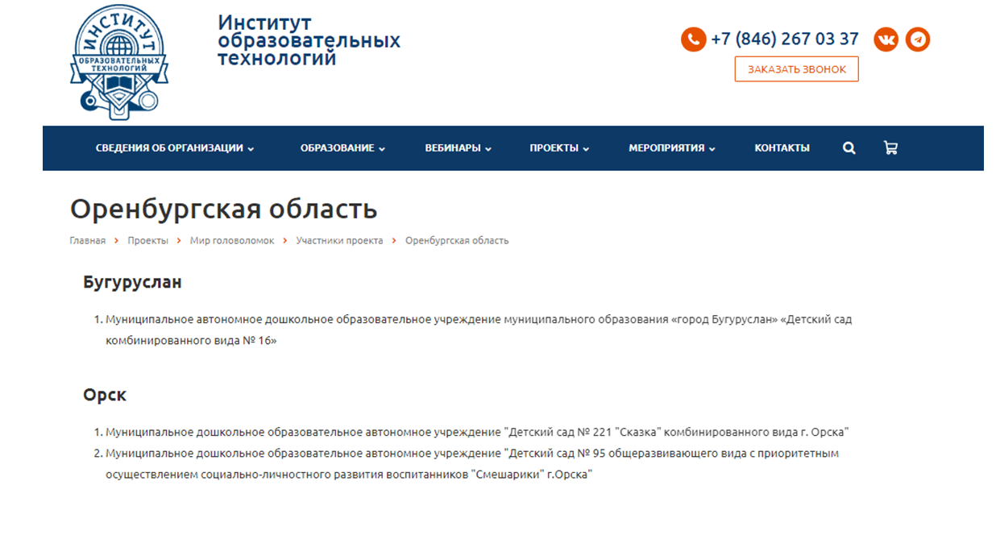 ИНСТИТУТ
ОБРАЗОВАТЕЛЬНЫХ
ТЕХНОЛОГИЙ
Институт
образовательных
технологий
+7 (846) 267 03 37
ЗАКАЗАТЬ ЗВОНОК
СВЕДЕНИЯ ОБ ОРГАНИЗАЦИИ ОБРАЗОВАНИЕ ВЕБИНАРЫ ПРОЕКТЫ МЕРОПРИЯТИЯ КОНТАКТЫ
Оренбургская область
Главная > Проекты > Мир головоломок > Участники проекта > Оренбургская область
Бугуруслан
1. Муниципальное автономное дошкольное образовательное учреждение муниципального образования «город Бугуруслан» «Детский сад
комбинированного вида № 16»
Орск
1. Муниципальное дошкольное образовательное автономное учреждение "Детский сад № 221 "Сказка" комбинированного вида г. Орска"
2. Муниципальное дошкольное образовательное автономное учреждение "Детский сад № 95 общеразвивающего вида с приоритетным
осуществлением социально-личностного развития воспитанников "Смешарики" г.Орска"